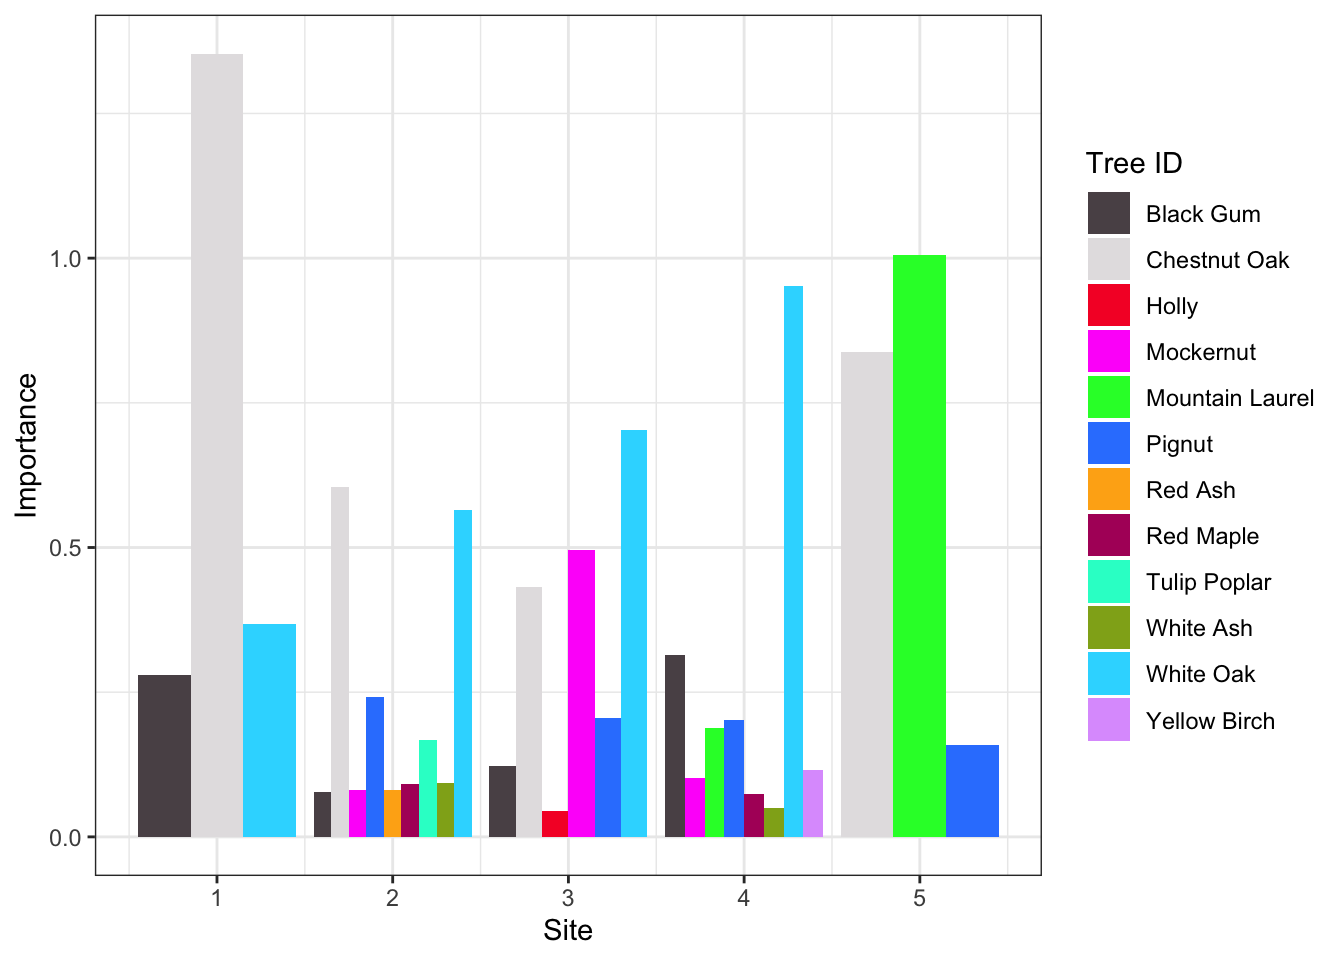 Importance
1.0
0.5
0.0
1
2
3
4
5
Site
Tree ID
Black Gum
Chestnut Oak
Holly
Mockernut
Mountain Laurel
Pignut
Red Ash
Red Maple
Tulip Poplar
White Ash
White Oak
Yellow Birch